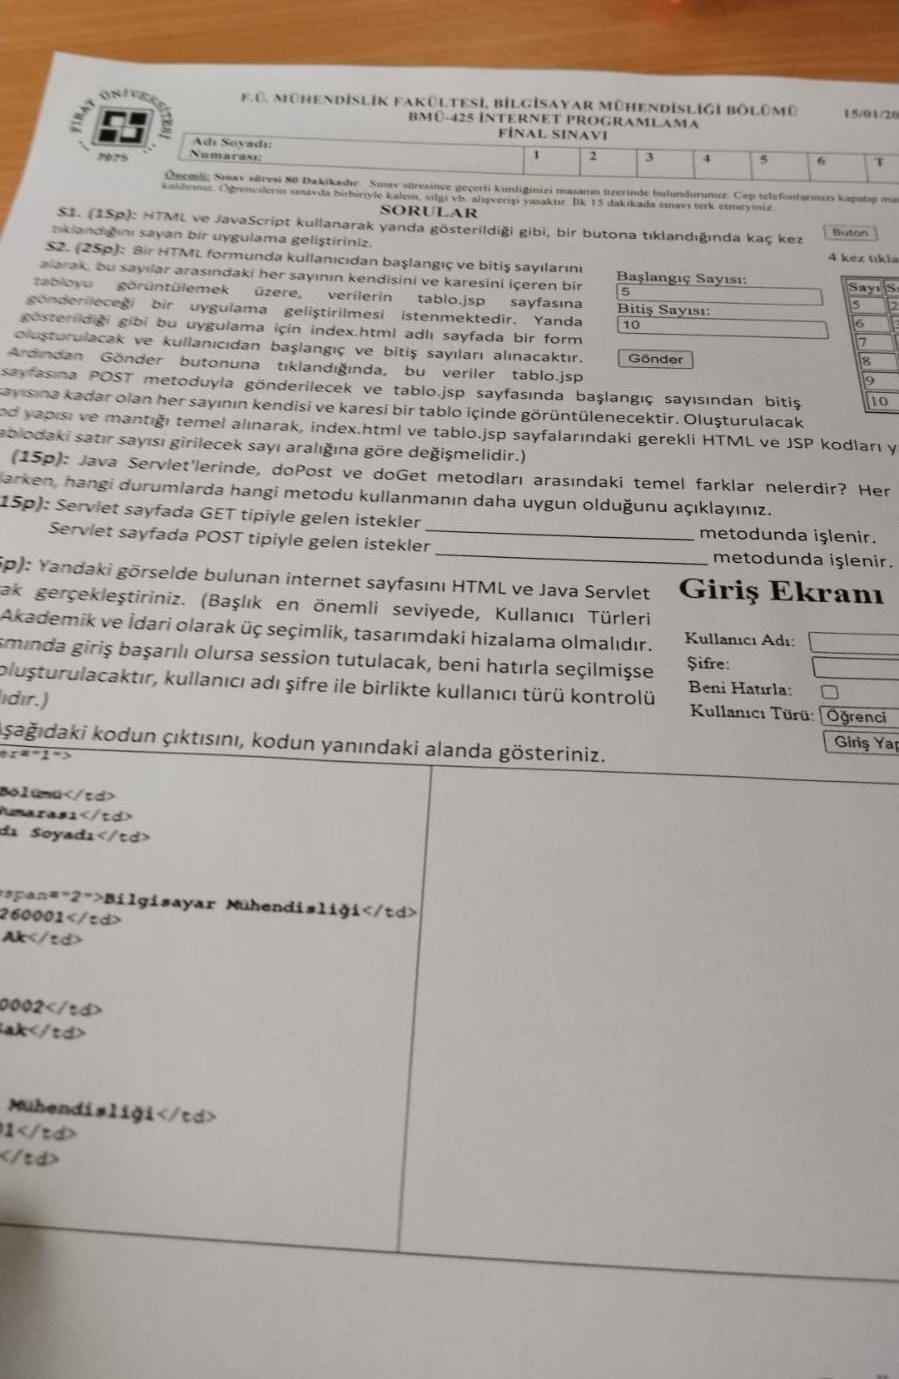 FIRAT ÜNİVERSİTESİ
1975
F.Ü. MÜHENDİSLİK FAKÜLTESİ, BİLGİSAYAR MÜHENDİSLİĞİ BÖLÜMÜ
15/01/20
BMÜ-425 İNTERNET PROGRAMLAMA
FİNAL SINAVI
Adı Soyadı:
Numarası:
1 2 3 4 5 6 T
Önemli: Sınav süresi 80 Dakikadır. Sınav süresince geçerli kimliğinizi masanın üzerinde bulundurunuz. Cep telefonlarınızı kapatıp
kaldırınız. Öğrencilerin sınavda birbiriyle kalem, silgi vb. alışverişi yasaktır. İlk 15 dakikada sınavı terk etmeyiniz.
SORULAR
S1. (15p): HTML ve JavaScript kullanarak yanda gösterildiği gibi, bir butona tıklandığında kaç kez
tıklandığını sayan bir uygulama geliştiriniz.
Buton
4 kez tıkla
S2. (25p): Bir HTML formunda kullanıcıdan başlangıç ve bitiş sayılarını
alarak, bu sayılar arasındaki her sayının kendisini ve karesini içeren bir
tabloyu görüntülemek üzere, verilerin tablo.jsp sayfasına
gönderileceği bir uygulama geliştirilmesi istenmektedir. Yanda
gösterildiği gibi bu uygulama için index.html adlı sayfada bir form
oluşturulacak ve kullanıcıdan başlangıç ve bitiş sayıları alınacaktır.
Ardından Gönder butonuna tıklandığında, bu veriler tablo.jsp
sayfasına POST metoduyla gönderilecek ve tablo.jsp sayfasında başlangıç sayısından bitiş
sayısına kadar olan her sayının kendisi ve karesi bir tablo içinde görüntülenecektir. Oluşturulacak
od yapısı ve mantığı temel alınarak, index.html ve tablo.jsp sayfalarındaki gerekli HTML ve JSP kodları y
ablodaki satır sayısı girilecek sayı aralığına göre değişmelidir.)
Başlangıç Sayısı:
5
Bitiş Sayısı:
10
Gönder
Sayı S
5 2
6 3
7
8
9
10
(15p): Java Servlet'lerinde, doPost ve doGet metodları arasındaki temel farklar nelerdir? Her
larken, hangi durumlarda hangi metodu kullanmanın daha uygun olduğunu açıklayınız.
15p): Servlet sayfada GET tipiyle gelen istekler metodunda işlenir.
Servlet sayfada POST tipiyle gelen istekler metodunda işlenir.
5p): Yandaki görselde bulunan internet sayfasını HTML ve Java Servlet
ak gerçekleştiriniz. (Başlık en önemli seviyede, Kullanıcı Türleri
Akademik ve İdari olarak üç seçimlik, tasarımdaki hizalama olmalıdır.
smında giriş başarılı olursa session tutulacak, beni hatırla seçilmişse
oluşturulacaktır, kullanıcı adı şifre ile birlikte kullanıcı türü kontrolü
lıdır.)
Giriş Ekranı
Kullanıcı Adı:
Şifre:
Beni Hatırla:
Kullanıcı Türü: Öğrenci
Giriş Yap
Aşağıdaki kodun çıktısını, kodun yanındaki alanda gösteriniz.
er="1">
Bölümü</td>
Numarası</td>
dı Soyadı</td>
span="2">Bilgisayar Mühendisliği</td>
260001</td>
Ak</td>
0002</td>
ak</td>
Mühendisliği</td>
01</td>
</td>